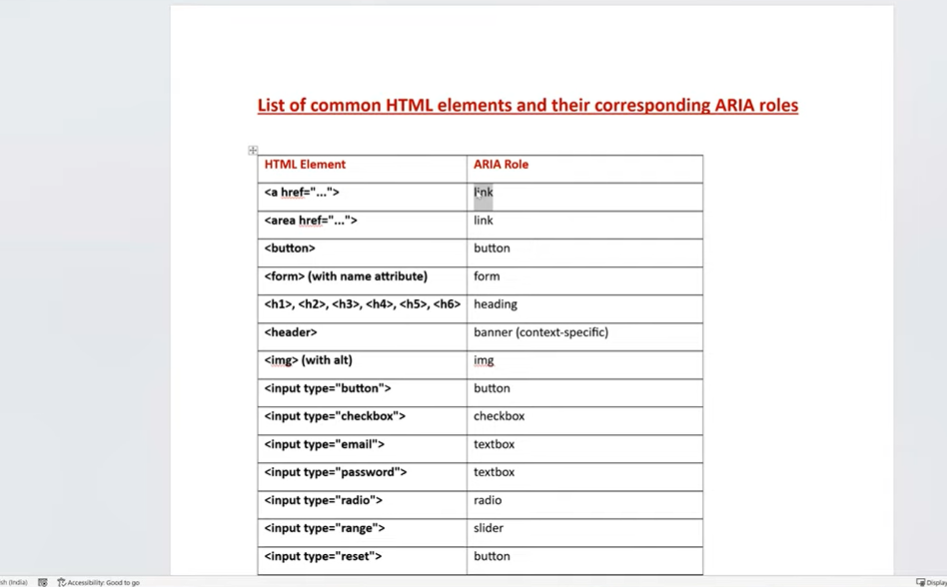 List of common HTML elements and their corresponding ARIA roles
HTML Element ARIA Role
<a href="..."> link
<area href="..."> link
<button> button
<form> (with name attribute) form
<h1>, <h2>, <h3>, <h4>, <h5>, <h6> heading
<header> banner (context-specific)
<img> (with alt) img
<input type="button"> button
<input type="checkbox"> checkbox
<input type="email"> textbox
<input type="password"> textbox
<input type="radio"> radio
<input type="range"> slider
<input type="reset"> button
sh (India) Accessibility: Good to go Display